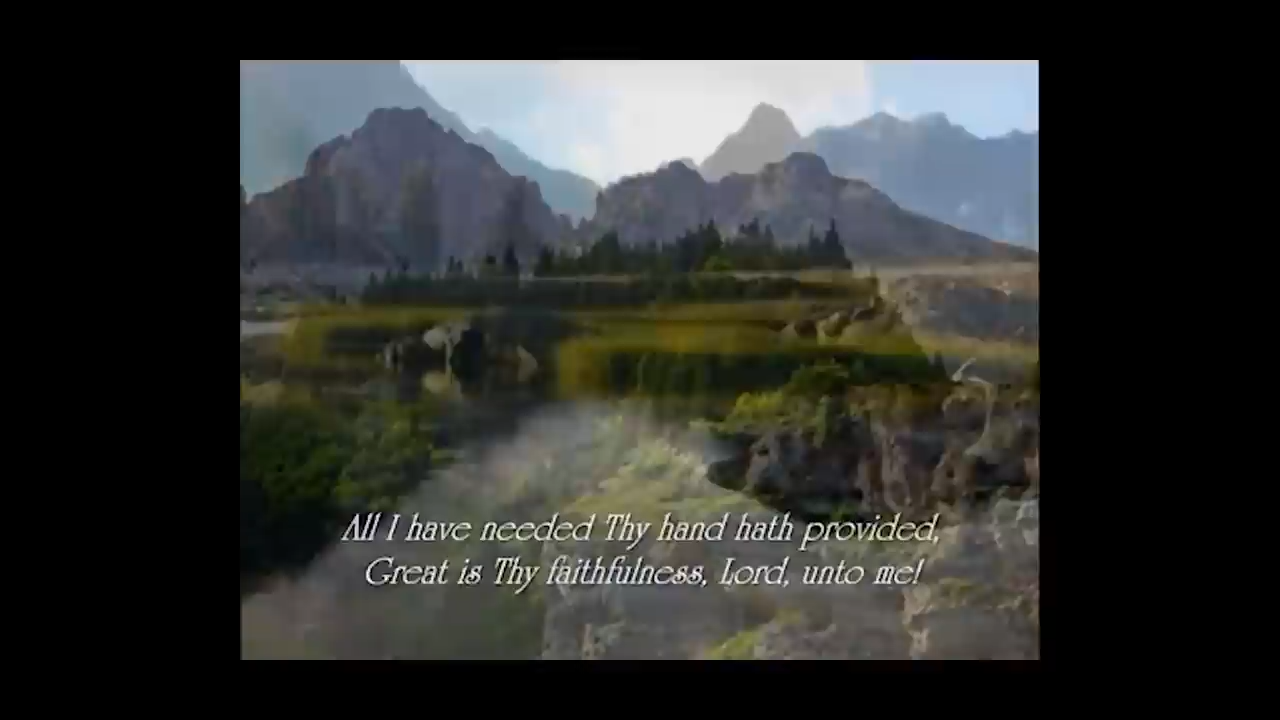 All I have needed Thy hand hath provided,
Great is Thy faithfulness, Lord, unto me!